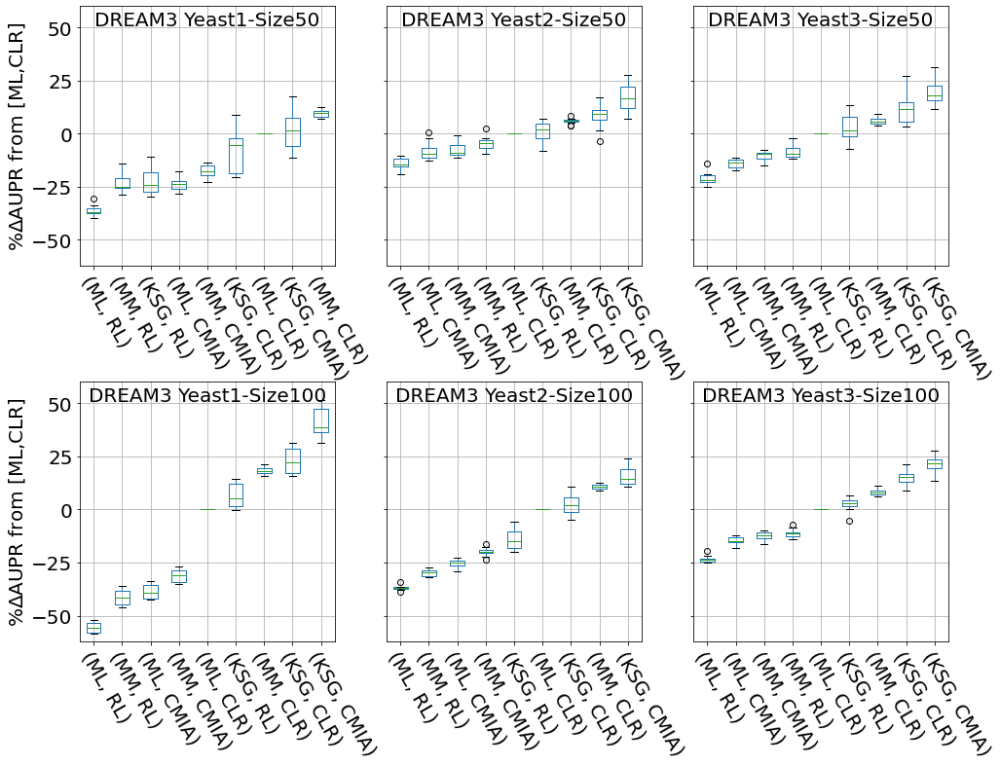 DREAM3 Yeast1-Size50
%ΔAUPR from [ML,CLR]
50
25
0
−25
−50
(ML, RL)
(MM, RL)
(KSG, RL)
(ML, CMIA)
(MM, CMIA)
(KSG, CLR)
(ML, CLR)
(KSG, CMIA)
(MM, CLR)
DREAM3 Yeast2-Size50
(ML, RL)
(ML, CMIA)
(MM, CMIA)
(MM, RL)
(ML, CLR)
(KSG, RL)
(MM, CLR)
(KSG, CLR)
(KSG, CMIA)
DREAM3 Yeast3-Size50
(ML, RL)
(ML, CMIA)
(MM, CMIA)
(MM, RL)
(ML, CLR)
(KSG, RL)
(MM, CLR)
(KSG, CLR)
(KSG, CMIA)
DREAM3 Yeast1-Size100
%ΔAUPR from [ML,CLR]
50
25
0
−25
−50
(ML, RL)
(MM, RL)
(ML, CMIA)
(MM, CMIA)
(ML, CLR)
(KSG, RL)
(MM, CLR)
(KSG, CLR)
(KSG, CMIA)
DREAM3 Yeast2-Size100
(ML, RL)
(MM, RL)
(ML, CMIA)
(MM, CMIA)
(KSG, RL)
(ML, CLR)
(KSG, CLR)
(MM, CLR)
(KSG, CMIA)
DREAM3 Yeast3-Size100
(ML, RL)
(ML, CMIA)
(MM, CMIA)
(MM, RL)
(ML, CLR)
(KSG, RL)
(MM, CLR)
(KSG, CLR)
(KSG, CMIA)